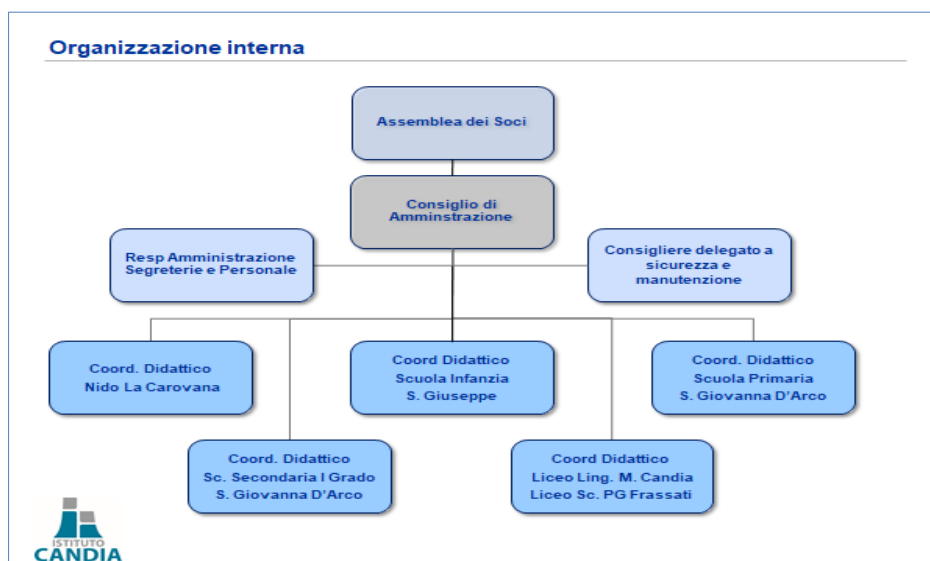 Organizzazione interna
Assemblea dei Soci
Consiglio di
Amminstrazione
Resp Amministrazione
Segreterie e Personale
Consigliere delegato a
sicurezza e
manutenzione
Coord. Didattico
Nido La Carovana
Coord Didattico
Scuola Infanzia
S. Giuseppe
Coord. Didattico
Scuola Primaria
S. Giovanna D'Arco
Coord. Didattico
Sc. Secondaria I Grado
S. Giovanna D'Arco
Coord Didattico
Liceo Ling. M. Candia
Liceo Sc. PG Frassati
ISTITUTO
CANDIA